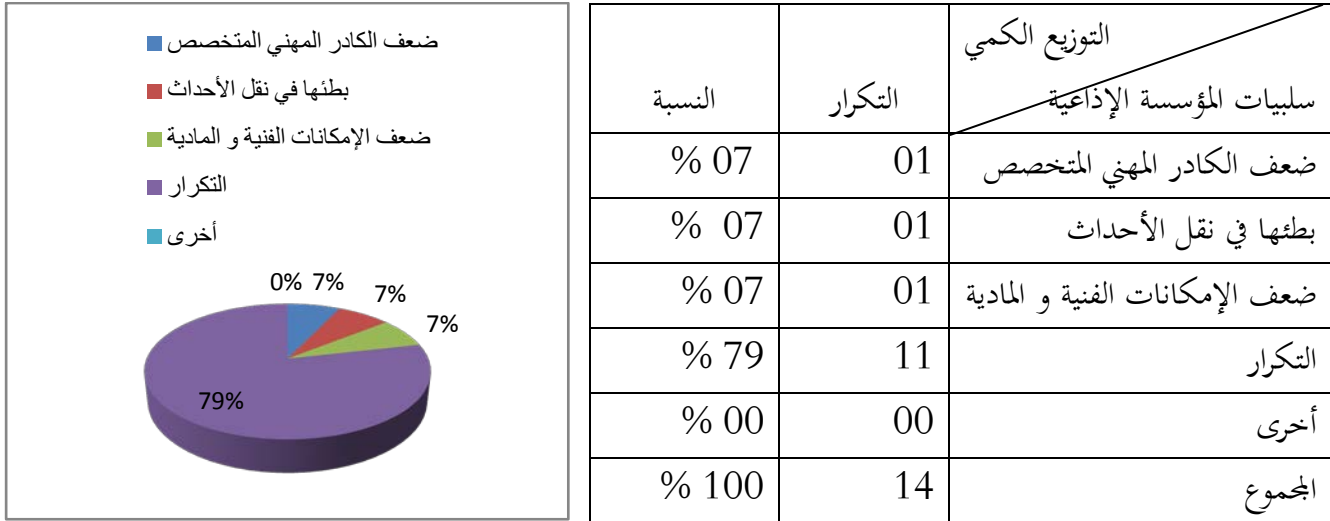 ضعف الكادر المهني المتخصص
بطئها في نقل الأحداث
ضعف الإمكانات الفنية و المادية
التكرار
أخرى
0% 7% 7% 7%
79%
التوزيع الكمي
سلبيات المؤسسة الإذاعية التكرار النسبة
ضعف الكادر المهني المتخصص 01 07 %
بطئها في نقل الأحداث 01 07 %
ضعف الإمكانات الفنية و المادية 01 07 %
التكرار 11 79 %
أخرى 00 00 %
المجموع 14 100 %